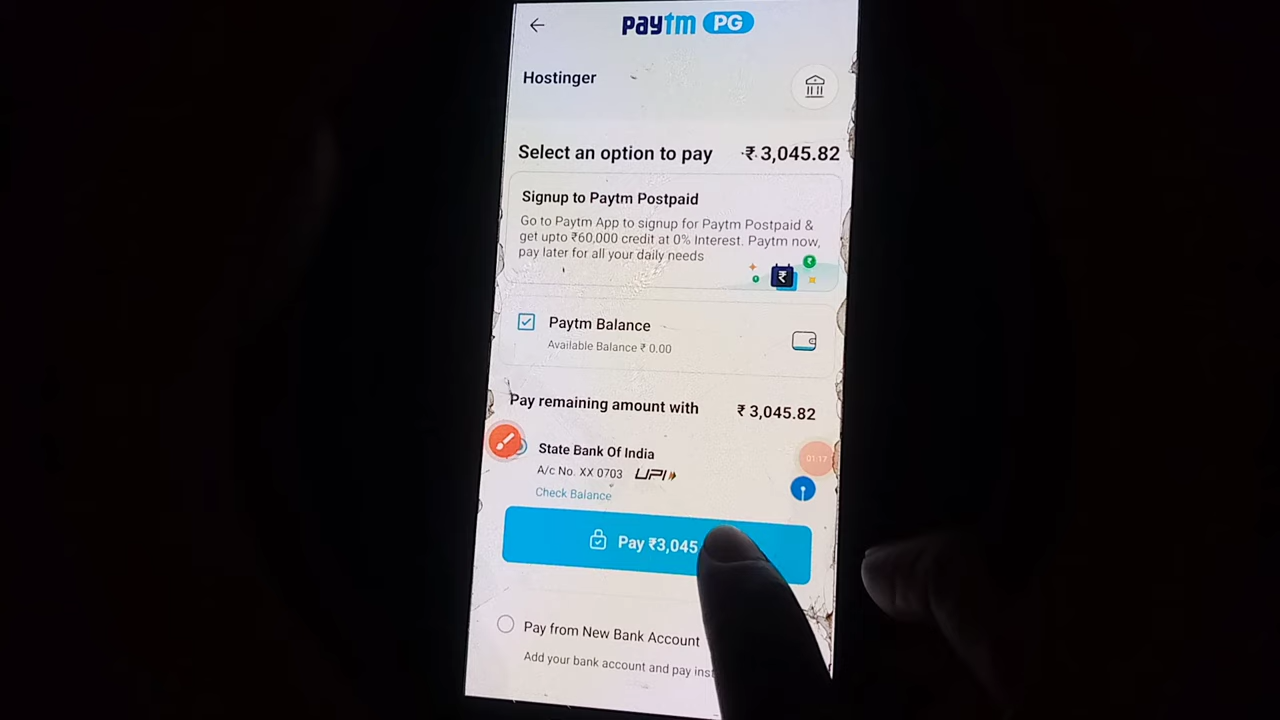 paytm PG
Hostinger
Select an option to pay ₹ 3,045.82
Signup to Paytm Postpaid
Go to Paytm App to signup for Paytm Postpaid &
get upto ₹60,000 credit at 0% Interest. Paytm now,
pay later for all your daily needs
₹
₹
Paytm Balance
Available Balance ₹ 0.00
Pay remaining amount with ₹ 3,045.82
State Bank Of India
01:17
A/c No. XX 0703 UPI
Check Balance
Pay ₹3,045
Pay from New Bank Account
Add your bank account and pay